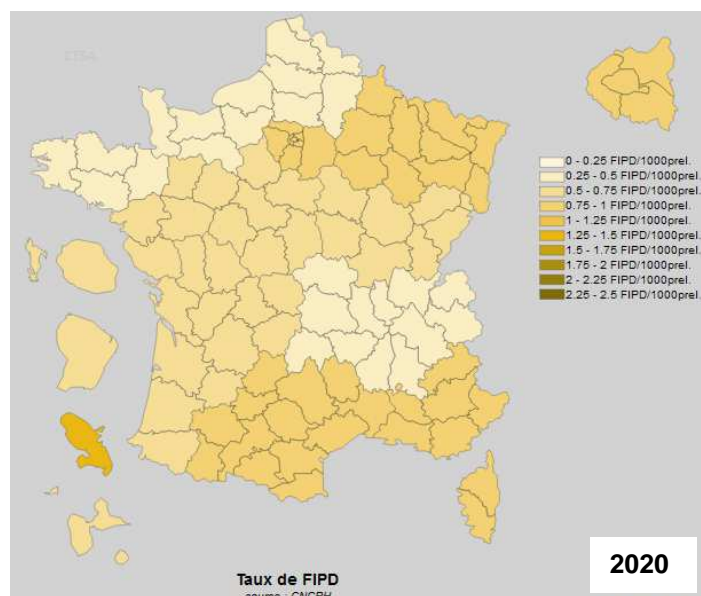 0 - 0.25 FIPD/1000prel.
0.25 - 0.5 FIPD/1000prel.
0.5 - 0.75 FIPD/1000prel.
0.75 - 1 FIPD/1000prel.
1 - 1.25 FIPD/1000prel.
1.25 - 1.5 FIPD/1000prel.
1.5 - 1.75 FIPD/1000prel.
1.75 - 2 FIPD/1000prel.
2 - 2.25 FIPD/1000prel.
2.25 - 2.5 FIPD/1000prel.
2020
Taux de FIPD
source : CNCRH